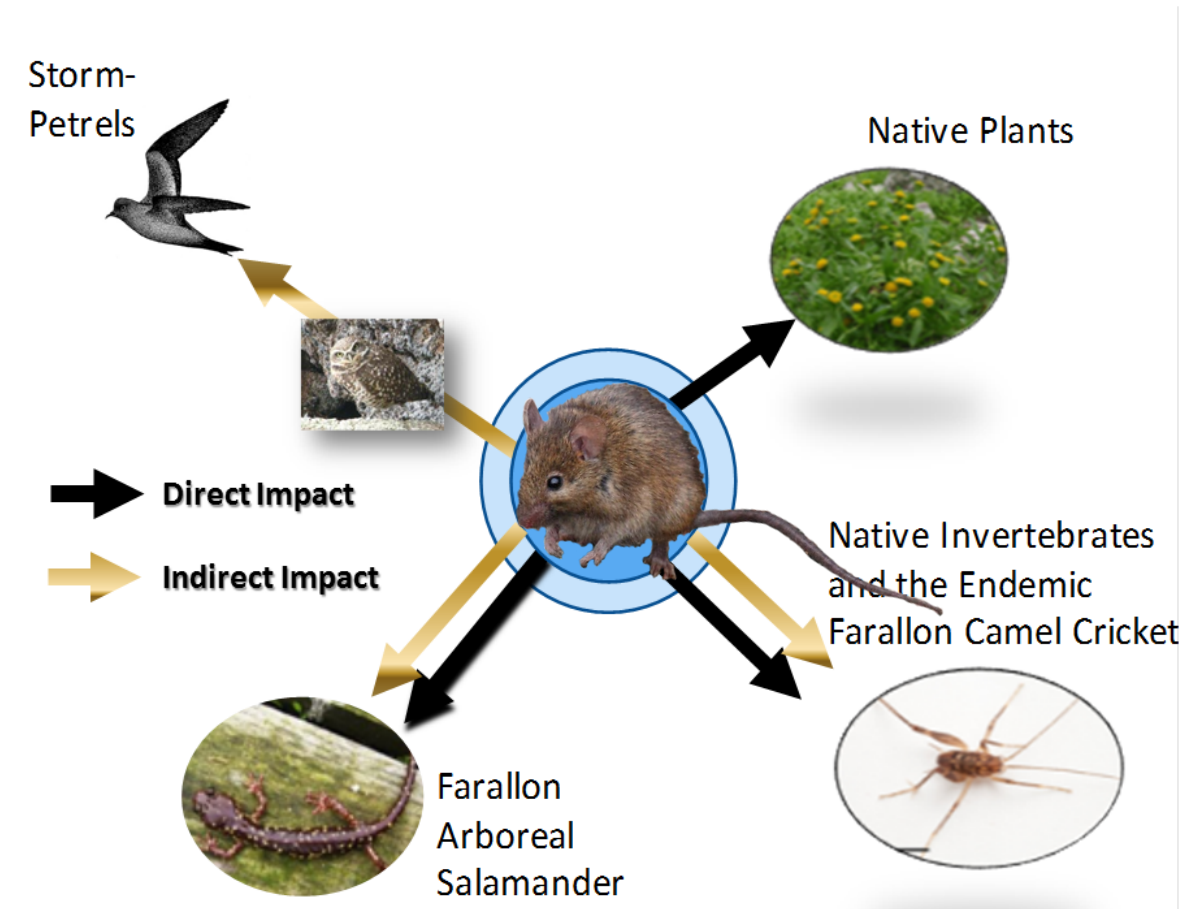 Storm-
Petrels
Native Plants
Direct Impact
Indirect Impact
Native Invertebrates
and the Endemic
Farallon Camel Cricket
Farallon
Arboreal
Salamander